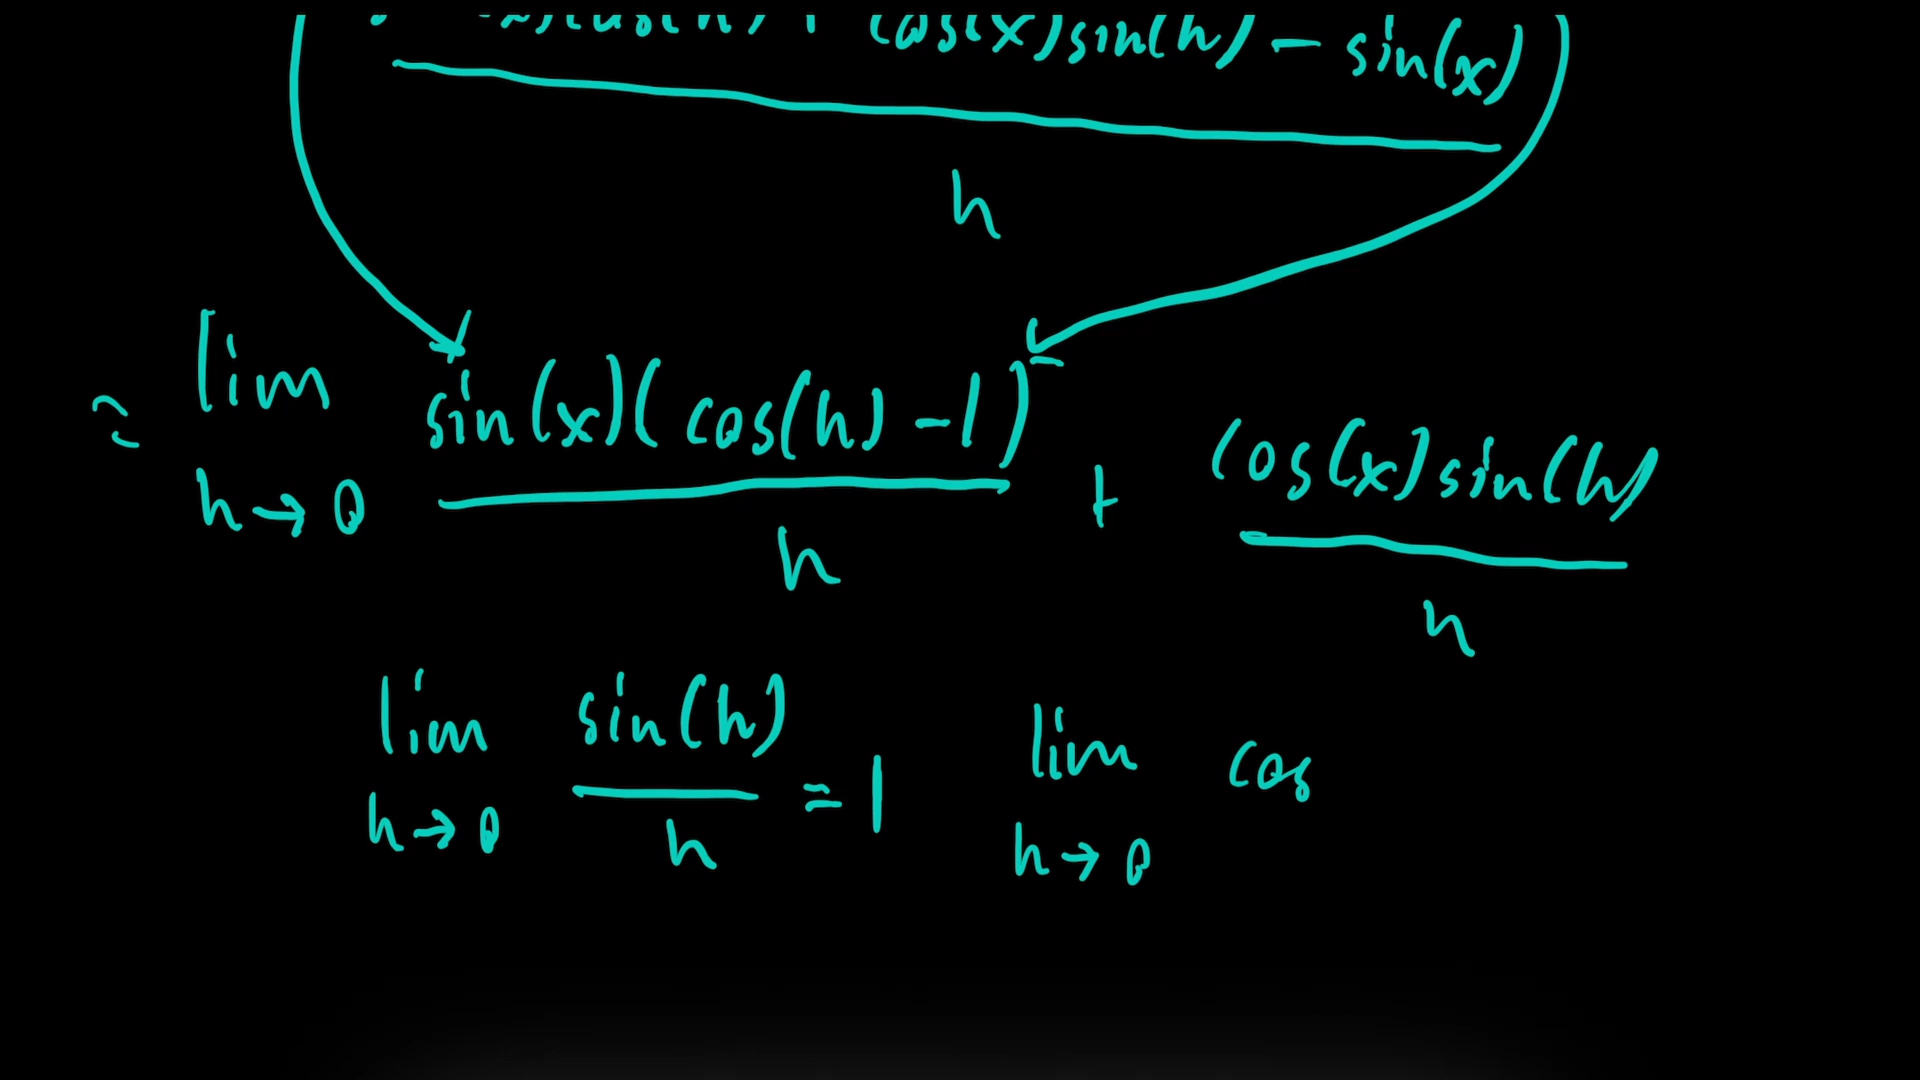 cos(x)sin(h) − sin(x)
h
= lim sin(x)(cos(h) −1) + cos(x)sin(h)
h→0 h h
lim sin(h) = 1 lim cos
h→0 h h→0